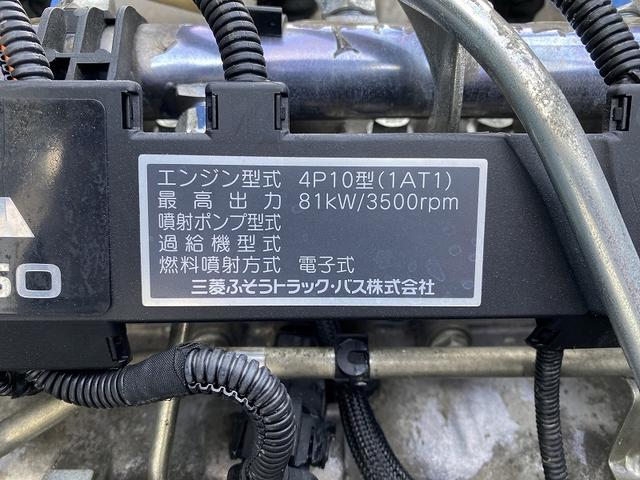 エンジン型式 4P10型(1AT1)
最高出力 81kW/3500rpm
噴射ポンプ型式
過給機型式
燃料噴射方式 電子式
三菱ふそうトラック・バス株式会社